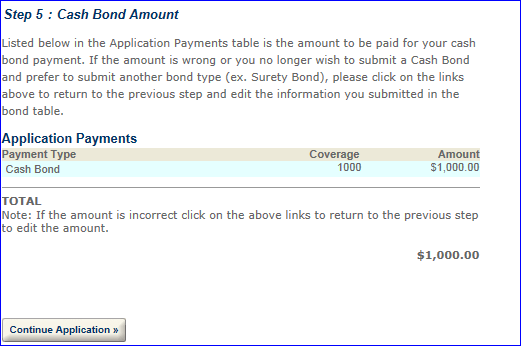 Step 5 : Cash Bond Amount
Listed below in the Application Payments table is the amount to be paid for your cash
bond payment. If the amount is wrong or you no longer wish to submit a Cash Bond
and prefer to submit another bond type (ex. Surety Bond), please click on the links
above to return to the previous step and edit the information you submitted in the
bond table.
Application Payments
Payment Type Coverage Amount
Cash Bond 1000 $1,000.00
TOTAL
Note: If the amount is incorrect click on the above links to return to the previous step
to edit the amount.
$1,000.00
Continue Application »